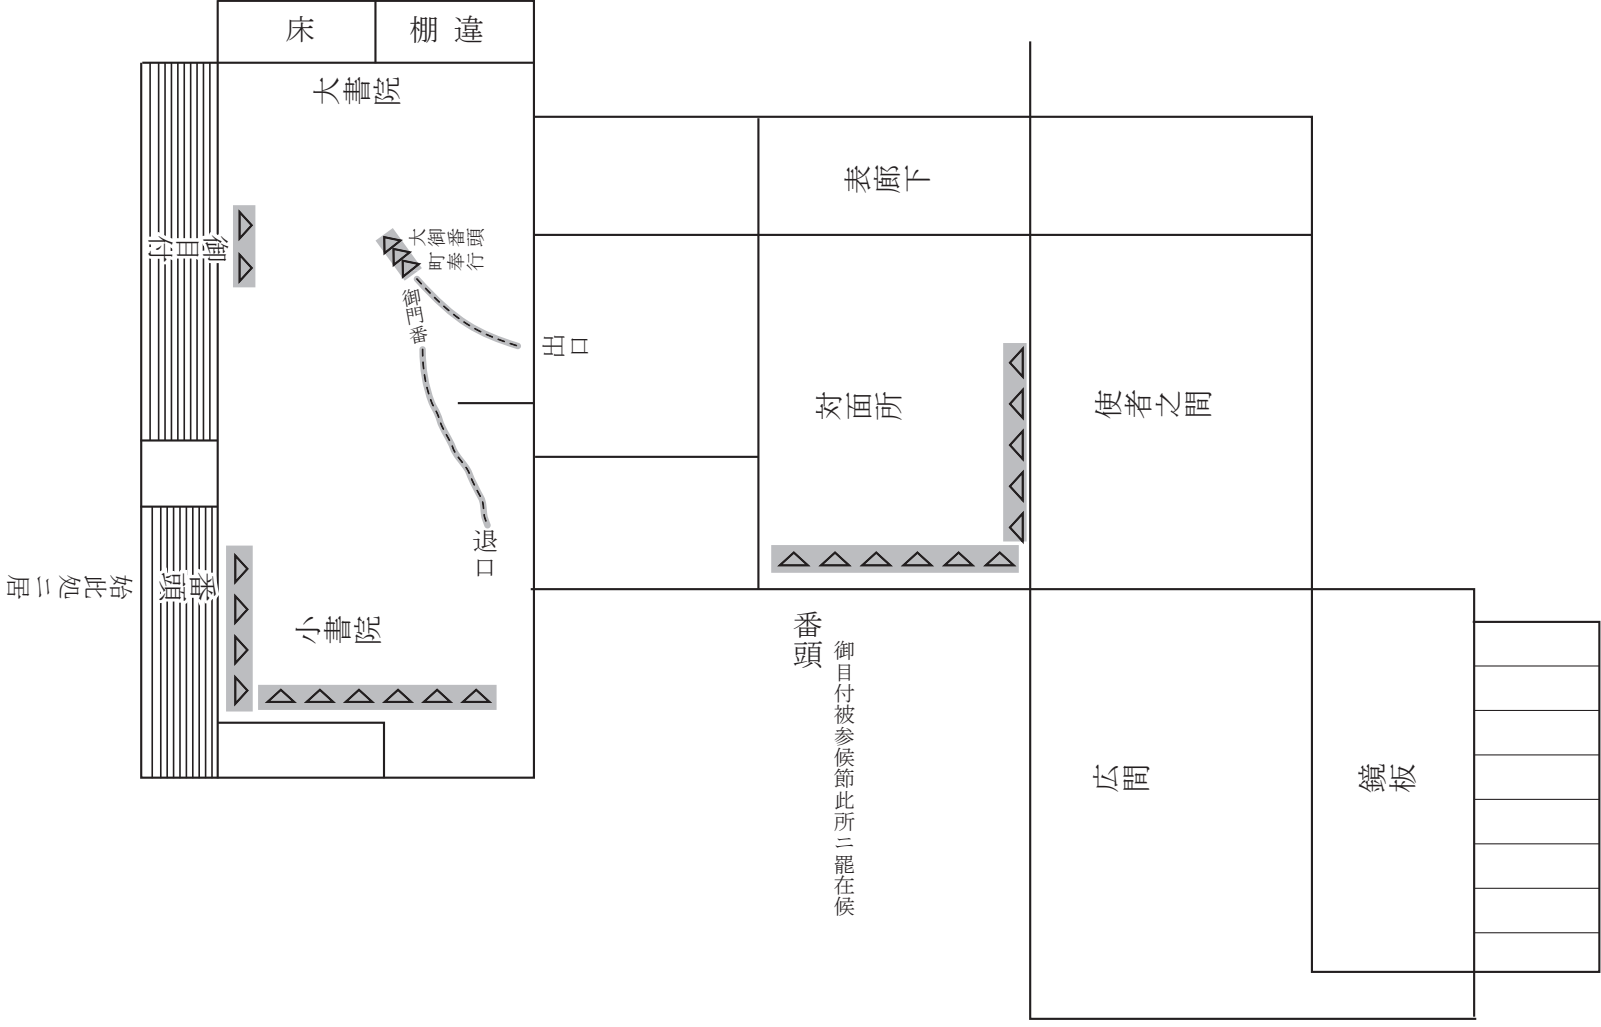 床
違棚
大書院
表廊下
御目付
大御番頭
町奉行
御門番
出口
対面所
使者之間
退口
番頭
始此処ニ居
小書院
番頭
御目付被参候節此所ニ罷在候
広間
鏡板